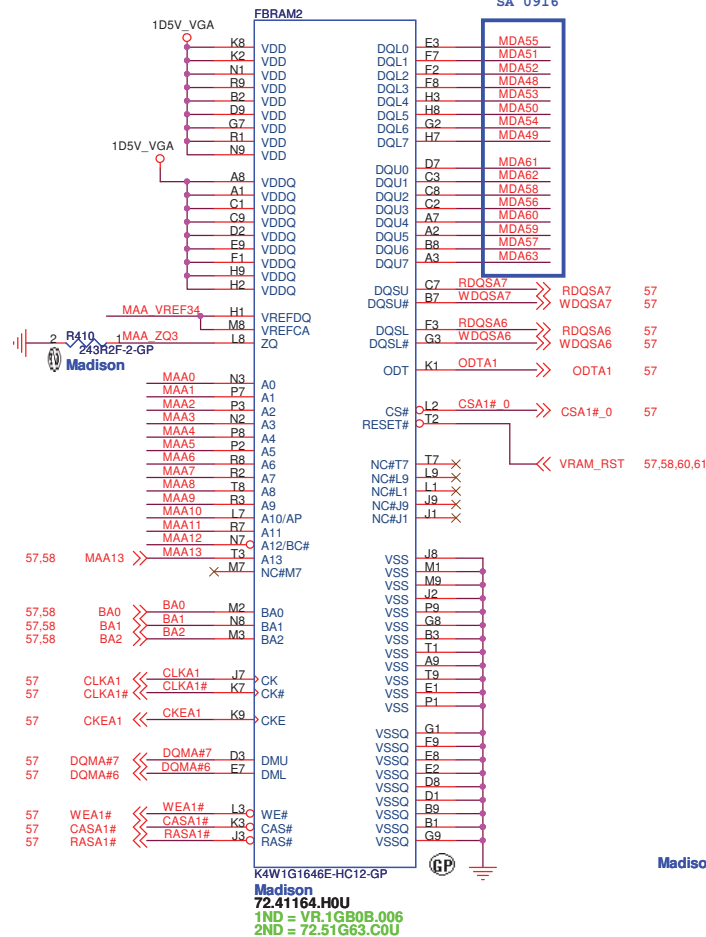 SA 0916
FBRAM2
1D5V_VGA
K8 VDD DQL0 E3 MDA55
K2 VDD DQL1 F7 MDA51
N1 VDD DQL2 F2 MDA52
R9 VDD DQL3 F8 MDA48
B2 VDD DQL4 H3 MDA53
D9 VDD DQL5 H8 MDA50
G7 VDD DQL6 G2 MDA54
R1 VDD DQL7 H7 MDA49
N9 VDD
1D5V_VGA
A8 VDDQ DQU0 D7 MDA61
A1 VDDQ DQU1 C3 MDA62
C1 VDDQ DQU2 C8 MDA58
C9 VDDQ DQU3 C2 MDA56
D2 VDDQ DQU4 A7 MDA60
E9 VDDQ DQU5 A2 MDA59
F1 VDDQ DQU6 B8 MDA57
H9 VDDQ DQU7 A3 MDA63
H2 VDDQ
DQSU C7 RDQSA7 RDQSA7 57
DQSU# B7 WDQSA7 WDQSA7 57
MAA_VREF34 H1 VREFDQ
M8 VREFCA DQSL F3 RDQSA6 RDQSA6 57
2 R410 1 MAA_ZQ3 L8 ZQ DQSL# G3 WDQSA6 WDQSA6 57
243R2F-2-GP
Madison
ODT K1 ODTA1 ODTA1 57
MAA0 N3 A0
MAA1 P7 A1
MAA2 P3 A2 CS# L2 CSA1#_0 CSA1#_0 57
MAA3 N2 A3 RESET# T2
MAA4 P8 A4
MAA5 P2 A5
MAA6 R8 A6 NC#T7 T7 VRAM_RST 57,58,60,61
MAA7 R2 A7 NC#L9 L9
MAA8 T8 A8 NC#L1 L1
MAA9 R3 A9 NC#J9 J9
MAA10 L7 A10/AP NC#J1 J1
MAA11 R7 A11
MAA12 N7 A12/BC#
57,58 MAA13 MAA13 T3 A13 VSS J8
M7 NC#M7 VSS M1
VSS M9
VSS J2
57,58 BA0 BA0 M2 BA0 VSS P9
57,58 BA1 BA1 N8 BA1 VSS G8
57,58 BA2 BA2 M3 BA2 VSS B3
VSS T1
VSS A9
57 CLKA1 CLKA1 J7 CK VSS T9
57 CLKA1# CLKA1# K7 CK# VSS E1
VSS P1
57 CKEA1 CKEA1 K9 CKE
VSSQ G1
VSSQ F9
57 DQMA#7 DQMA#7 D3 DMU VSSQ E8
57 DQMA#6 DQMA#6 E7 DML VSSQ E2
VSSQ D8
VSSQ D1
57 WEA1# WEA1# L3 WE# VSSQ B9
57 CASA1# CASA1# K3 CAS# VSSQ B1
57 RASA1# RASA1# J3 RAS# VSSQ G9
GP
Madiso
K4W1G1646E-HC12-GP
Madison
72.41164.H0U
1ND = VR.1GB0B.006
2ND = 72.51G63.C0U